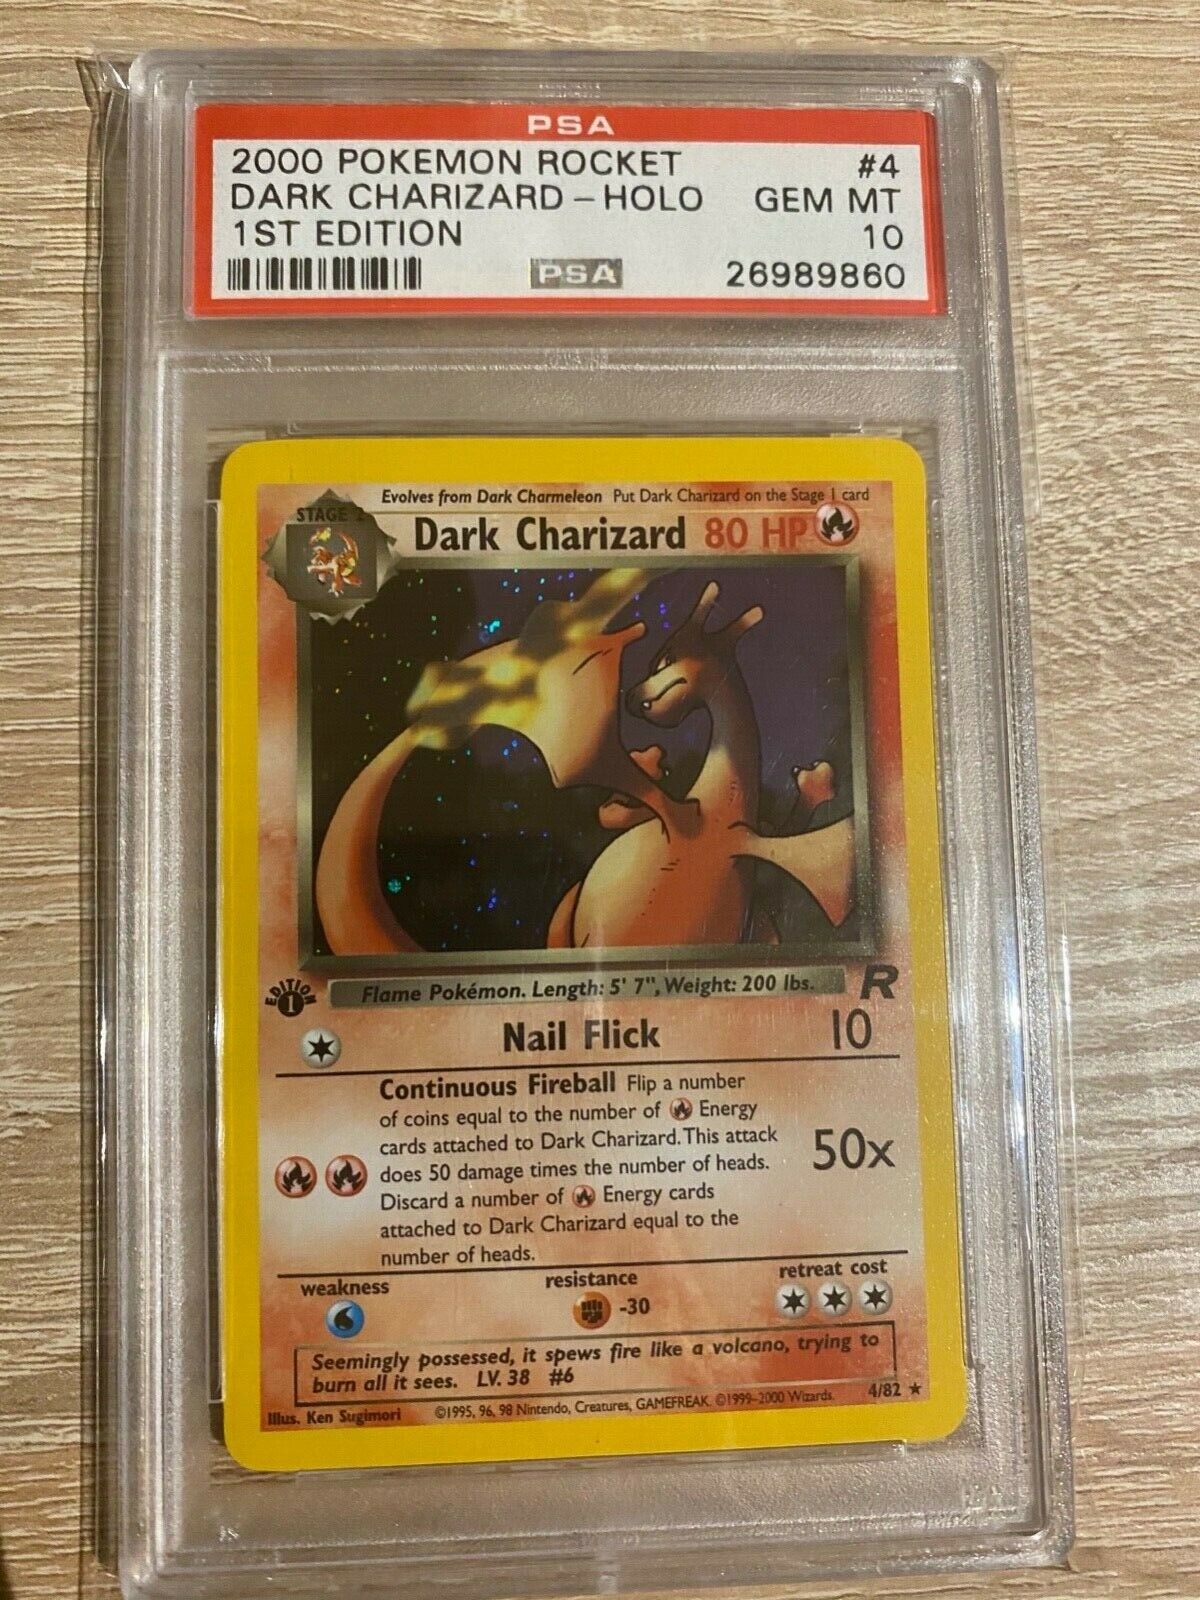 PSA
2000 POKEMON ROCKET #4
DARK CHARIZARD-HOLO GEM MT
1ST EDITION 10
PSA 26989860
Evolves from Dark Charmeleon Put Dark Charizard on the Stage 1 card
STAGE 2
Dark Charizard 80 HP
Flame Pokémon. Length: 5' 7", Weight: 200 lbs.
EDITION
1
R
Nail Flick 10
Continuous Fireball Flip a number
of coins equal to the number of Energy
cards attached to Dark Charizard. This attack
does 50 damage times the number of heads.
Discard a number of Energy cards
attached to Dark Charizard equal to the
number of heads.
50x
weakness resistance retreat cost
-30
Seemingly possessed, it spews fire like a volcano, trying to
burn all it sees. LV. 38 #6
Illus. Ken Sugimori ©1995, 96, 98 Nintendo, Creatures, GAMEFREAK. ©1999-2000 Wizards. 4/82 ★